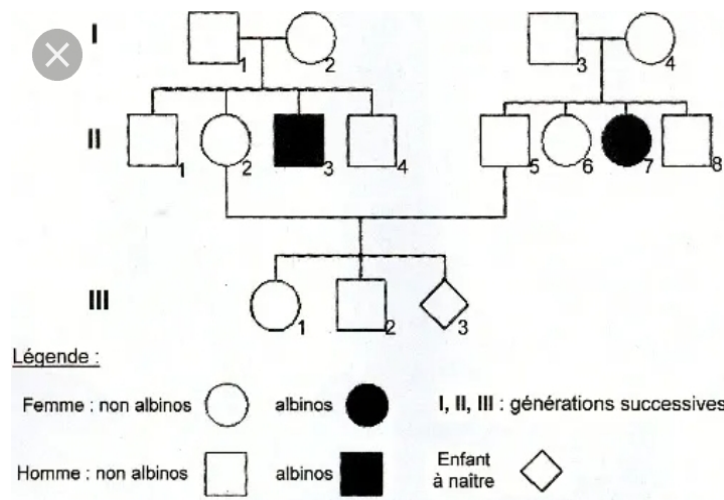 I
1 2 3 4
II
1 2 3 4 5 6 7 8
III
1 2 3
Légende :
Femme : non albinos albinos I, II, III : générations successives
Homme : non albinos albinos Enfant
à naître